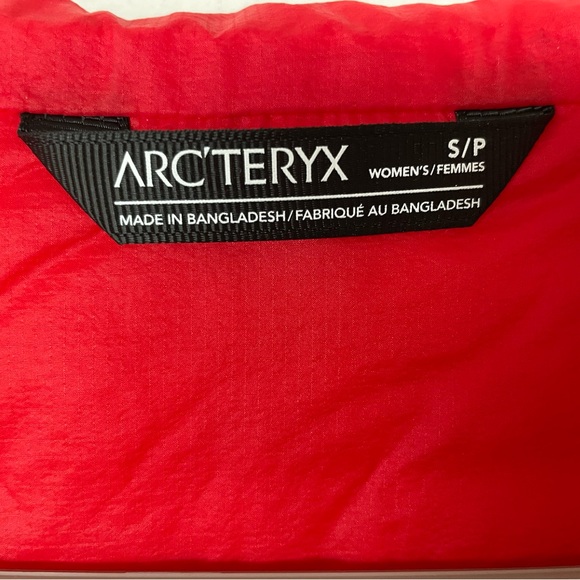 ARC'TERYX
S/P
WOMEN'S/FEMMES
MADE IN BANGLADESH/FABRIQUÉ AU BANGLADESH